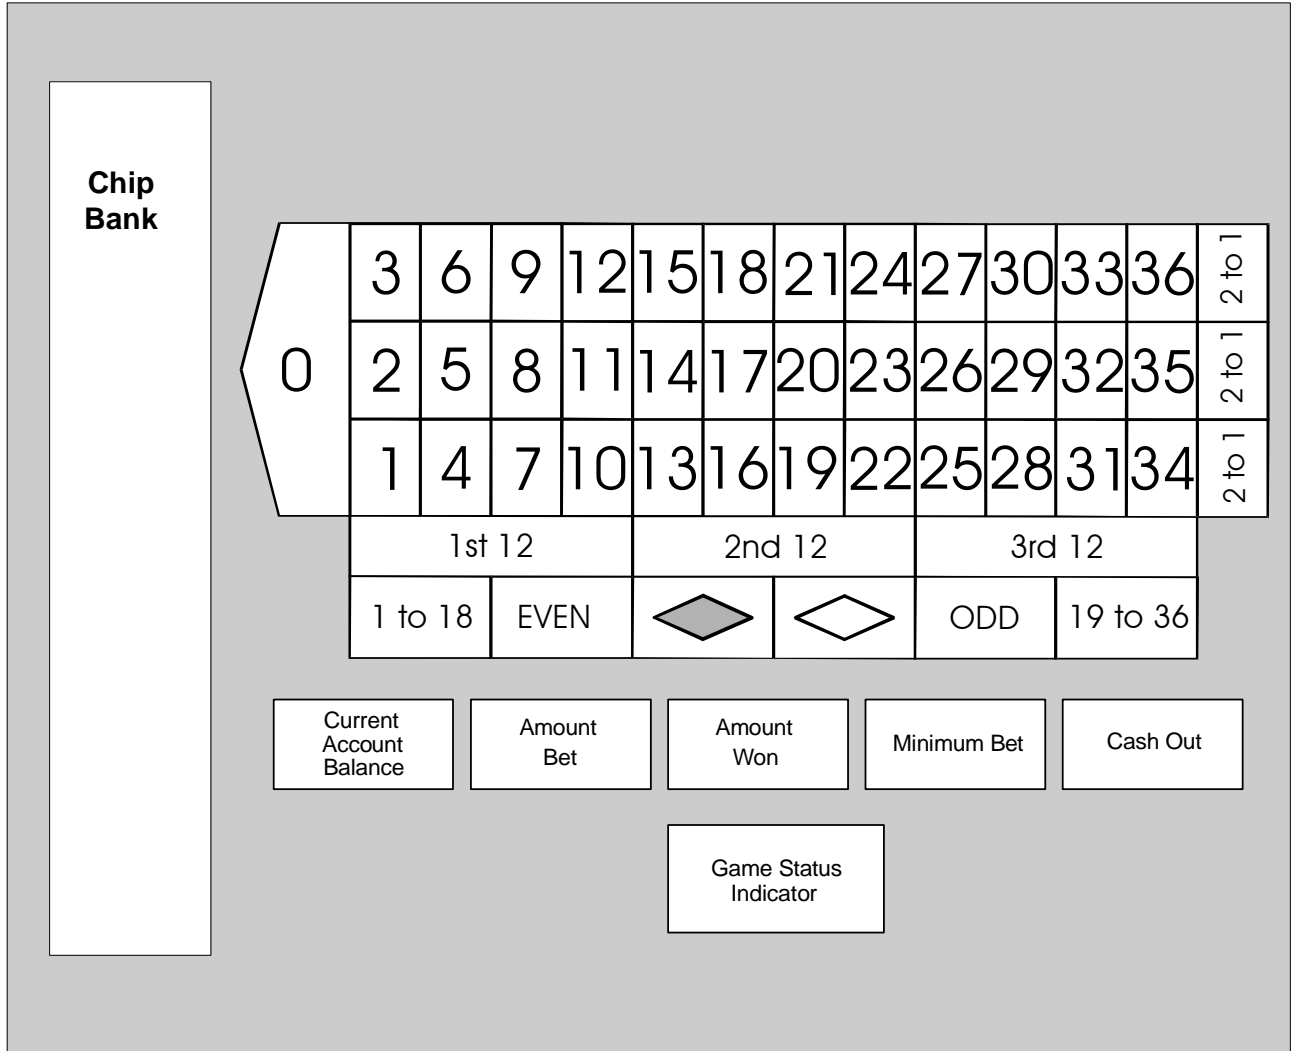 Chip
Bank
3 6 9 12 15 18 21 24 27 30 33 36 2 to 1
0 2 5 8 11 14 17 20 23 26 29 32 35 2 to 1
1 4 7 10 13 16 19 22 25 28 31 34 2 to 1
1st 12 2nd 12 3rd 12
1 to 18 EVEN ODD 19 to 36
Current
Account
Balance
Amount
Bet
Amount
Won
Minimum Bet
Cash Out
Game Status
Indicator